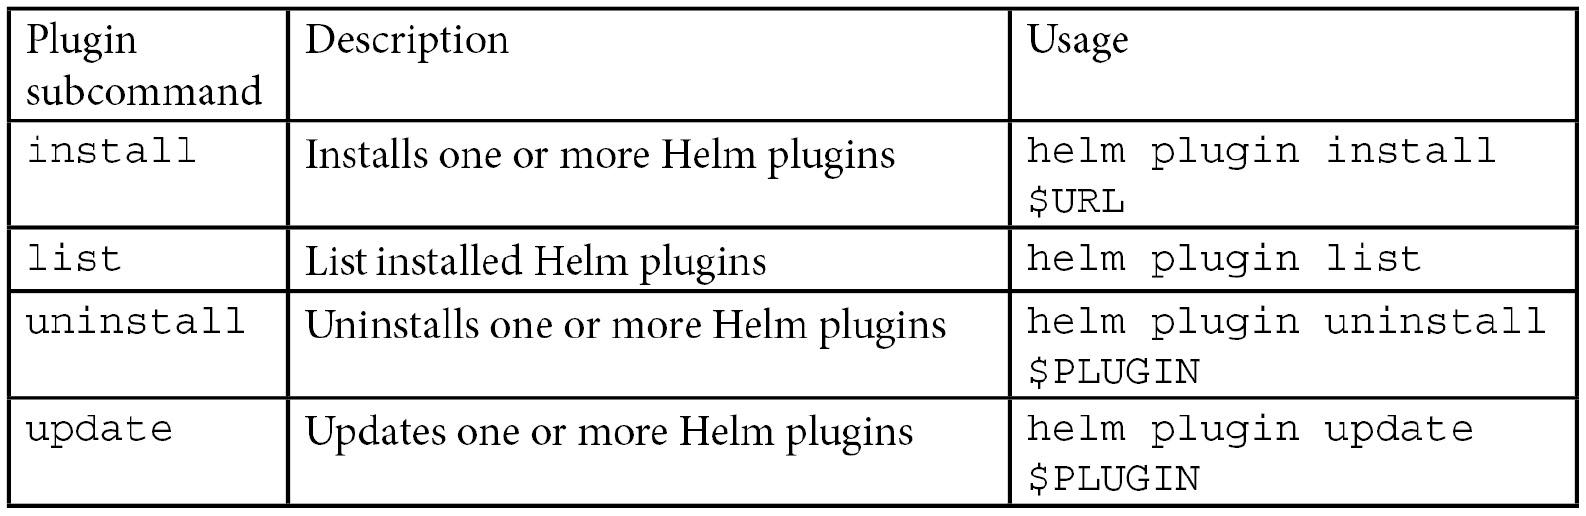 Plugin
subcommand
Description
Usage
install
Installs one or more Helm plugins
helm plugin install
$URL
list
List installed Helm plugins
helm plugin list
uninstall
Uninstalls one or more Helm plugins
helm plugin uninstall
$PLUGIN
update
Updates one or more Helm plugins
helm plugin update
$PLUGIN